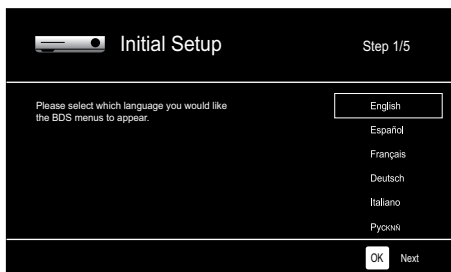 Initial Setup
Step 1/5
Please select which language you would like
the BDS menus to appear.
English
Español
Français
Deutsch
Italiano
Русκнñ
OK Next